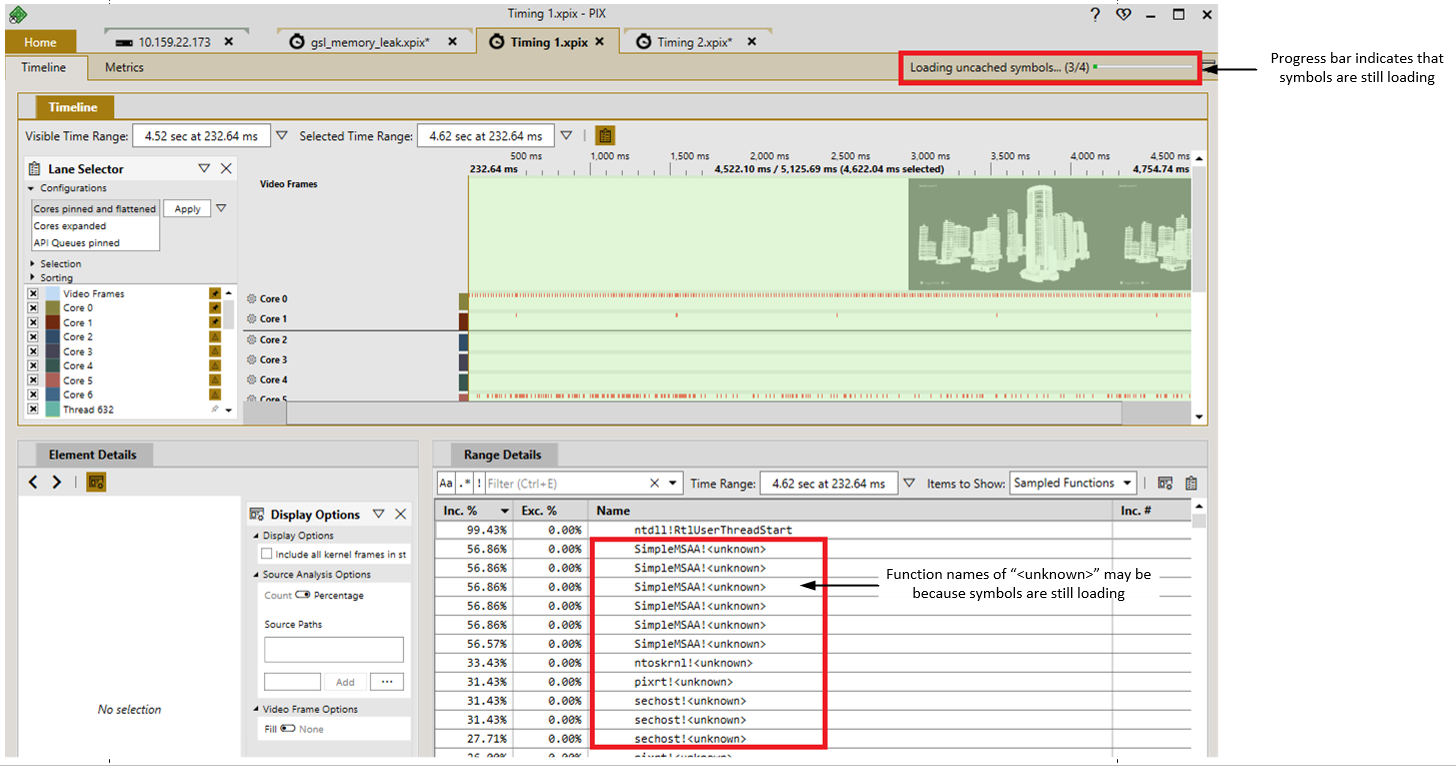 Timing 1.xpix - PIX
Home
10.159.22.173
gsl_memory_leak.xpix*
Timing 1.xpix
Timing 2.xpix*
Timeline Metrics
Loading uncached symbols... (3/4)
Progress bar indicates that
symbols are still loading
Timeline
Visible Time Range: 4.52 sec at 232.64 ms Selected Time Range: 4.62 sec at 232.64 ms
Lane Selector
Configurations
Cores pinned and flattened Apply
Cores expanded
API Queues pinned
Selection
Sorting
Video Frames
Core 0
Core 1
Core 2
Core 3
Core 4
Core 5
Core 6
Thread 632
500 ms 1,000 ms 1,500 ms 2,000 ms 2,500 ms 3,000 ms 3,500 ms 4,000 ms 4,500 ms
232.64 ms 4,522.10 ms / 5,125.69 ms (4,622.04 ms selected) 4,754.74 ms
Video Frames
Core 0
Core 1
Core 2
Core 3
Core 4
Core 5
Element Details
No selection
Display Options
Display Options
Include all kernel frames in st
Source Analysis Options
Count Percentage
Source Paths
Add ...
Video Frame Options
Fill None
Range Details
Aa .* ! Filter (Ctrl+E) Time Range: 4.62 sec at 232.64 ms Items to Show: Sampled Functions
Inc. % Exc. % Name Inc. #
99.43% 0.00% ntdll!RtlUserThreadStart
56.86% 0.00% SimpleMSAA!<unknown>
56.86% 0.00% SimpleMSAA!<unknown>
56.86% 0.00% SimpleMSAA!<unknown>
56.86% 0.00% SimpleMSAA!<unknown>
56.86% 0.00% SimpleMSAA!<unknown>
56.57% 0.00% SimpleMSAA!<unknown>
33.43% 0.00% ntoskrnl!<unknown>
31.43% 0.00% pixrt!<unknown>
31.43% 0.00% sechost!<unknown>
31.43% 0.00% sechost!<unknown>
27.71% 0.00% sechost!<unknown>
Function names of “<unknown>” may be
because symbols are still loading